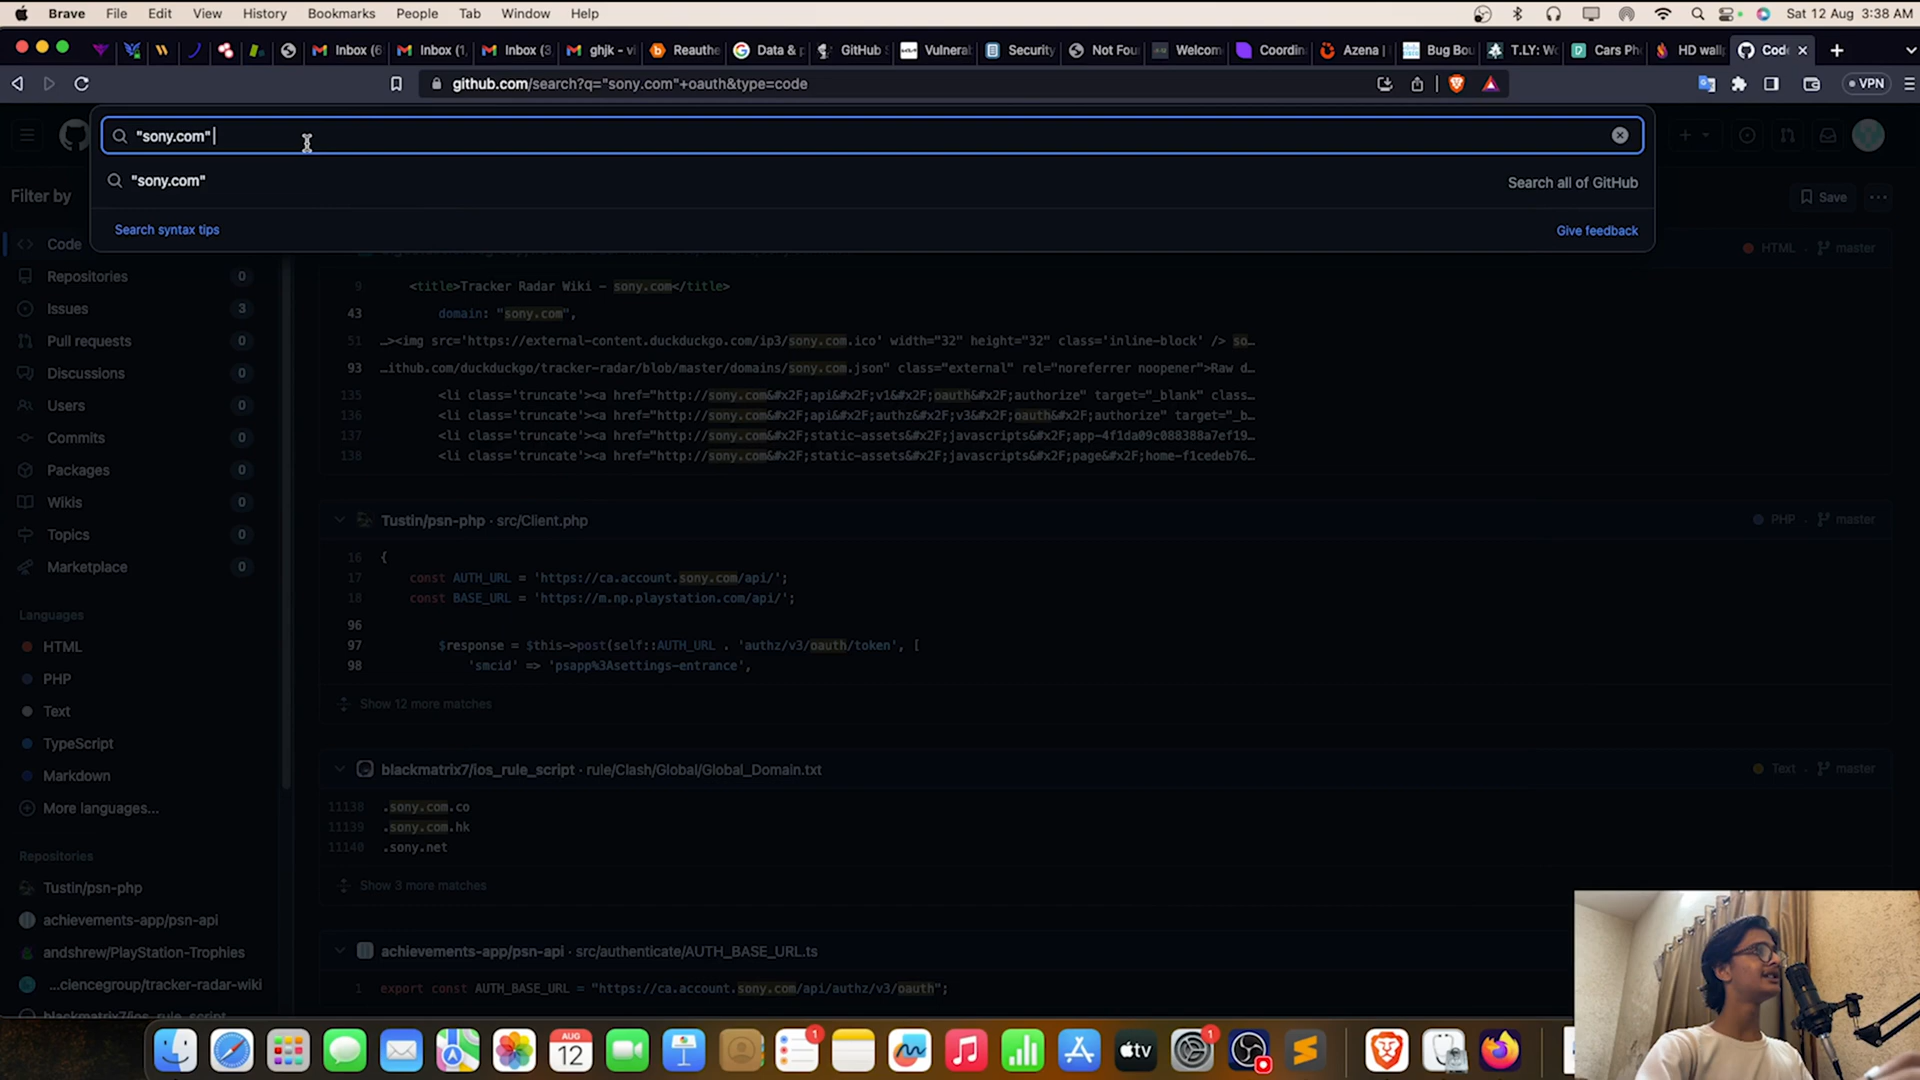 Brave File Edit View History Bookmarks People Tab Window Help Sat 12 Aug 3:38 AM
Inbox (6 Inbox (1, Inbox (3 ghjk - vi Reauthe Data & p GitHub S Vulnerab Security Not Fou Welcom Coordin Azena | Bug Bou T.LY: W Cars Ph HD wallp Code
github.com/search?q="sony.com"+oauth&type=code VPN
"sony.com"
"sony.com" Search all of GitHub
Search syntax tips Give feedback
Filter by Save
Code
Repositories 0
Issues 3
Pull requests 0
Discussions 0
Users 0
Commits 0
Packages 0
Wikis 0
Topics 0
Marketplace 0
Languages
HTML
PHP
Text
TypeScript
Markdown
More languages...
Repositories
Tustin/psn-php
achievements-app/psn-api
andshrew/PlayStation-Trophies
...ciencegroup/tracker-radar-wiki
blackmatrix7/ios_rule_script
HTML · master
9 <title>Tracker Radar Wiki – sony.com</title>
43 domain: "sony.com",
51 …><img src='https://external-content.duckduckgo.com/ip3/sony.com.ico' width="32" height="32" class='inline-block' /> so…
93 …ithub.com/duckduckgo/tracker-radar/blob/master/domains/sony.com.json" class="external" rel="noreferrer noopener">Raw d…
135 <li class='truncate'><a href="http://sony.com&#x2F;api&#x2F;v1&#x2F;oauth&#x2F;authorize" target="_blank" class…
136 <li class='truncate'><a href="http://sony.com&#x2F;api&#x2F;authz&#x2F;v3&#x2F;oauth&#x2F;authorize" target="_b…
137 <li class='truncate'><a href="http://sony.com&#x2F;static-assets&#x2F;javascripts&#x2F;app-4f1da09c088388a7ef19…
138 <li class='truncate'><a href="http://sony.com&#x2F;static-assets&#x2F;javascripts&#x2F;page&#x2F;home-f1cedeb76…
Tustin/psn-php · src/Client.php PHP · master
16 {
17 const AUTH_URL = 'https://ca.account.sony.com/api/';
18 const BASE_URL = 'https://m.np.playstation.com/api/';
96
97 $response = $this->post(self::AUTH_URL . 'authz/v3/oauth/token', [
98 'smcid' => 'psapp%3Asettings-entrance',
Show 12 more matches
blackmatrix7/ios_rule_script · rule/Clash/Global/Global_Domain.txt Text · master
11138 .sony.com.co
11139 .sony.com.hk
11140 .sony.net
Show 3 more matches
achievements-app/psn-api · src/authenticate/AUTH_BASE_URL.ts
1 export const AUTH_BASE_URL = "https://ca.account.sony.com/api/authz/v3/oauth";
AUG
12
1
tv
1